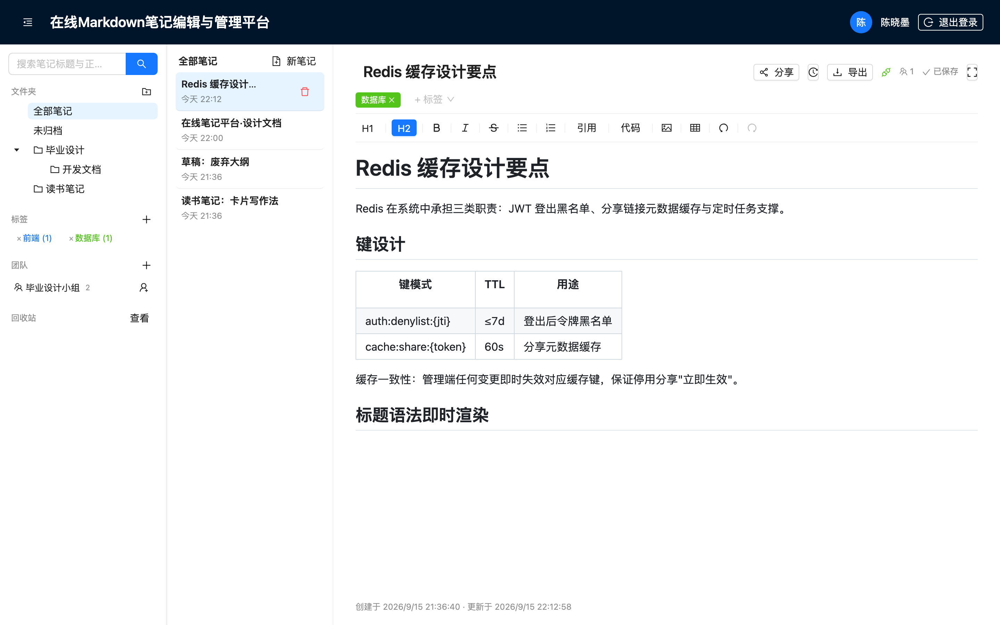 在线Markdown笔记编辑与管理平台
陈 陈晓墨 退出登录
搜索笔记标题与正...
文件夹
全部笔记
未归档
毕业设计
开发文档
读书笔记
标签
×前端 (1) ×数据库 (1)
团队
毕业设计小组 2
回收站 查看
全部笔记 新笔记
Redis 缓存设计...
今天 22:12
在线笔记平台·设计文档
今天 22:00
草稿：废弃大纲
今天 21:36
读书笔记：卡片写作法
今天 21:36
Redis 缓存设计要点
分享 导出 1 已保存
数据库 × + 标签
H1 H2 B I S 引用 代码
Redis 缓存设计要点
Redis 在系统中承担三类职责：JWT 登出黑名单、分享链接元数据缓存与定时任务支撑。
键设计
键模式 TTL 用途
auth:denylist:{jti} ≤7d 登出后令牌黑名单
cache:share:{token} 60s 分享元数据缓存
缓存一致性：管理端任何变更即时失效对应缓存键，保证停用分享"立即生效"。
标题语法即时渲染
创建于 2026/9/15 21:36:40 · 更新于 2026/9/15 22:12:58